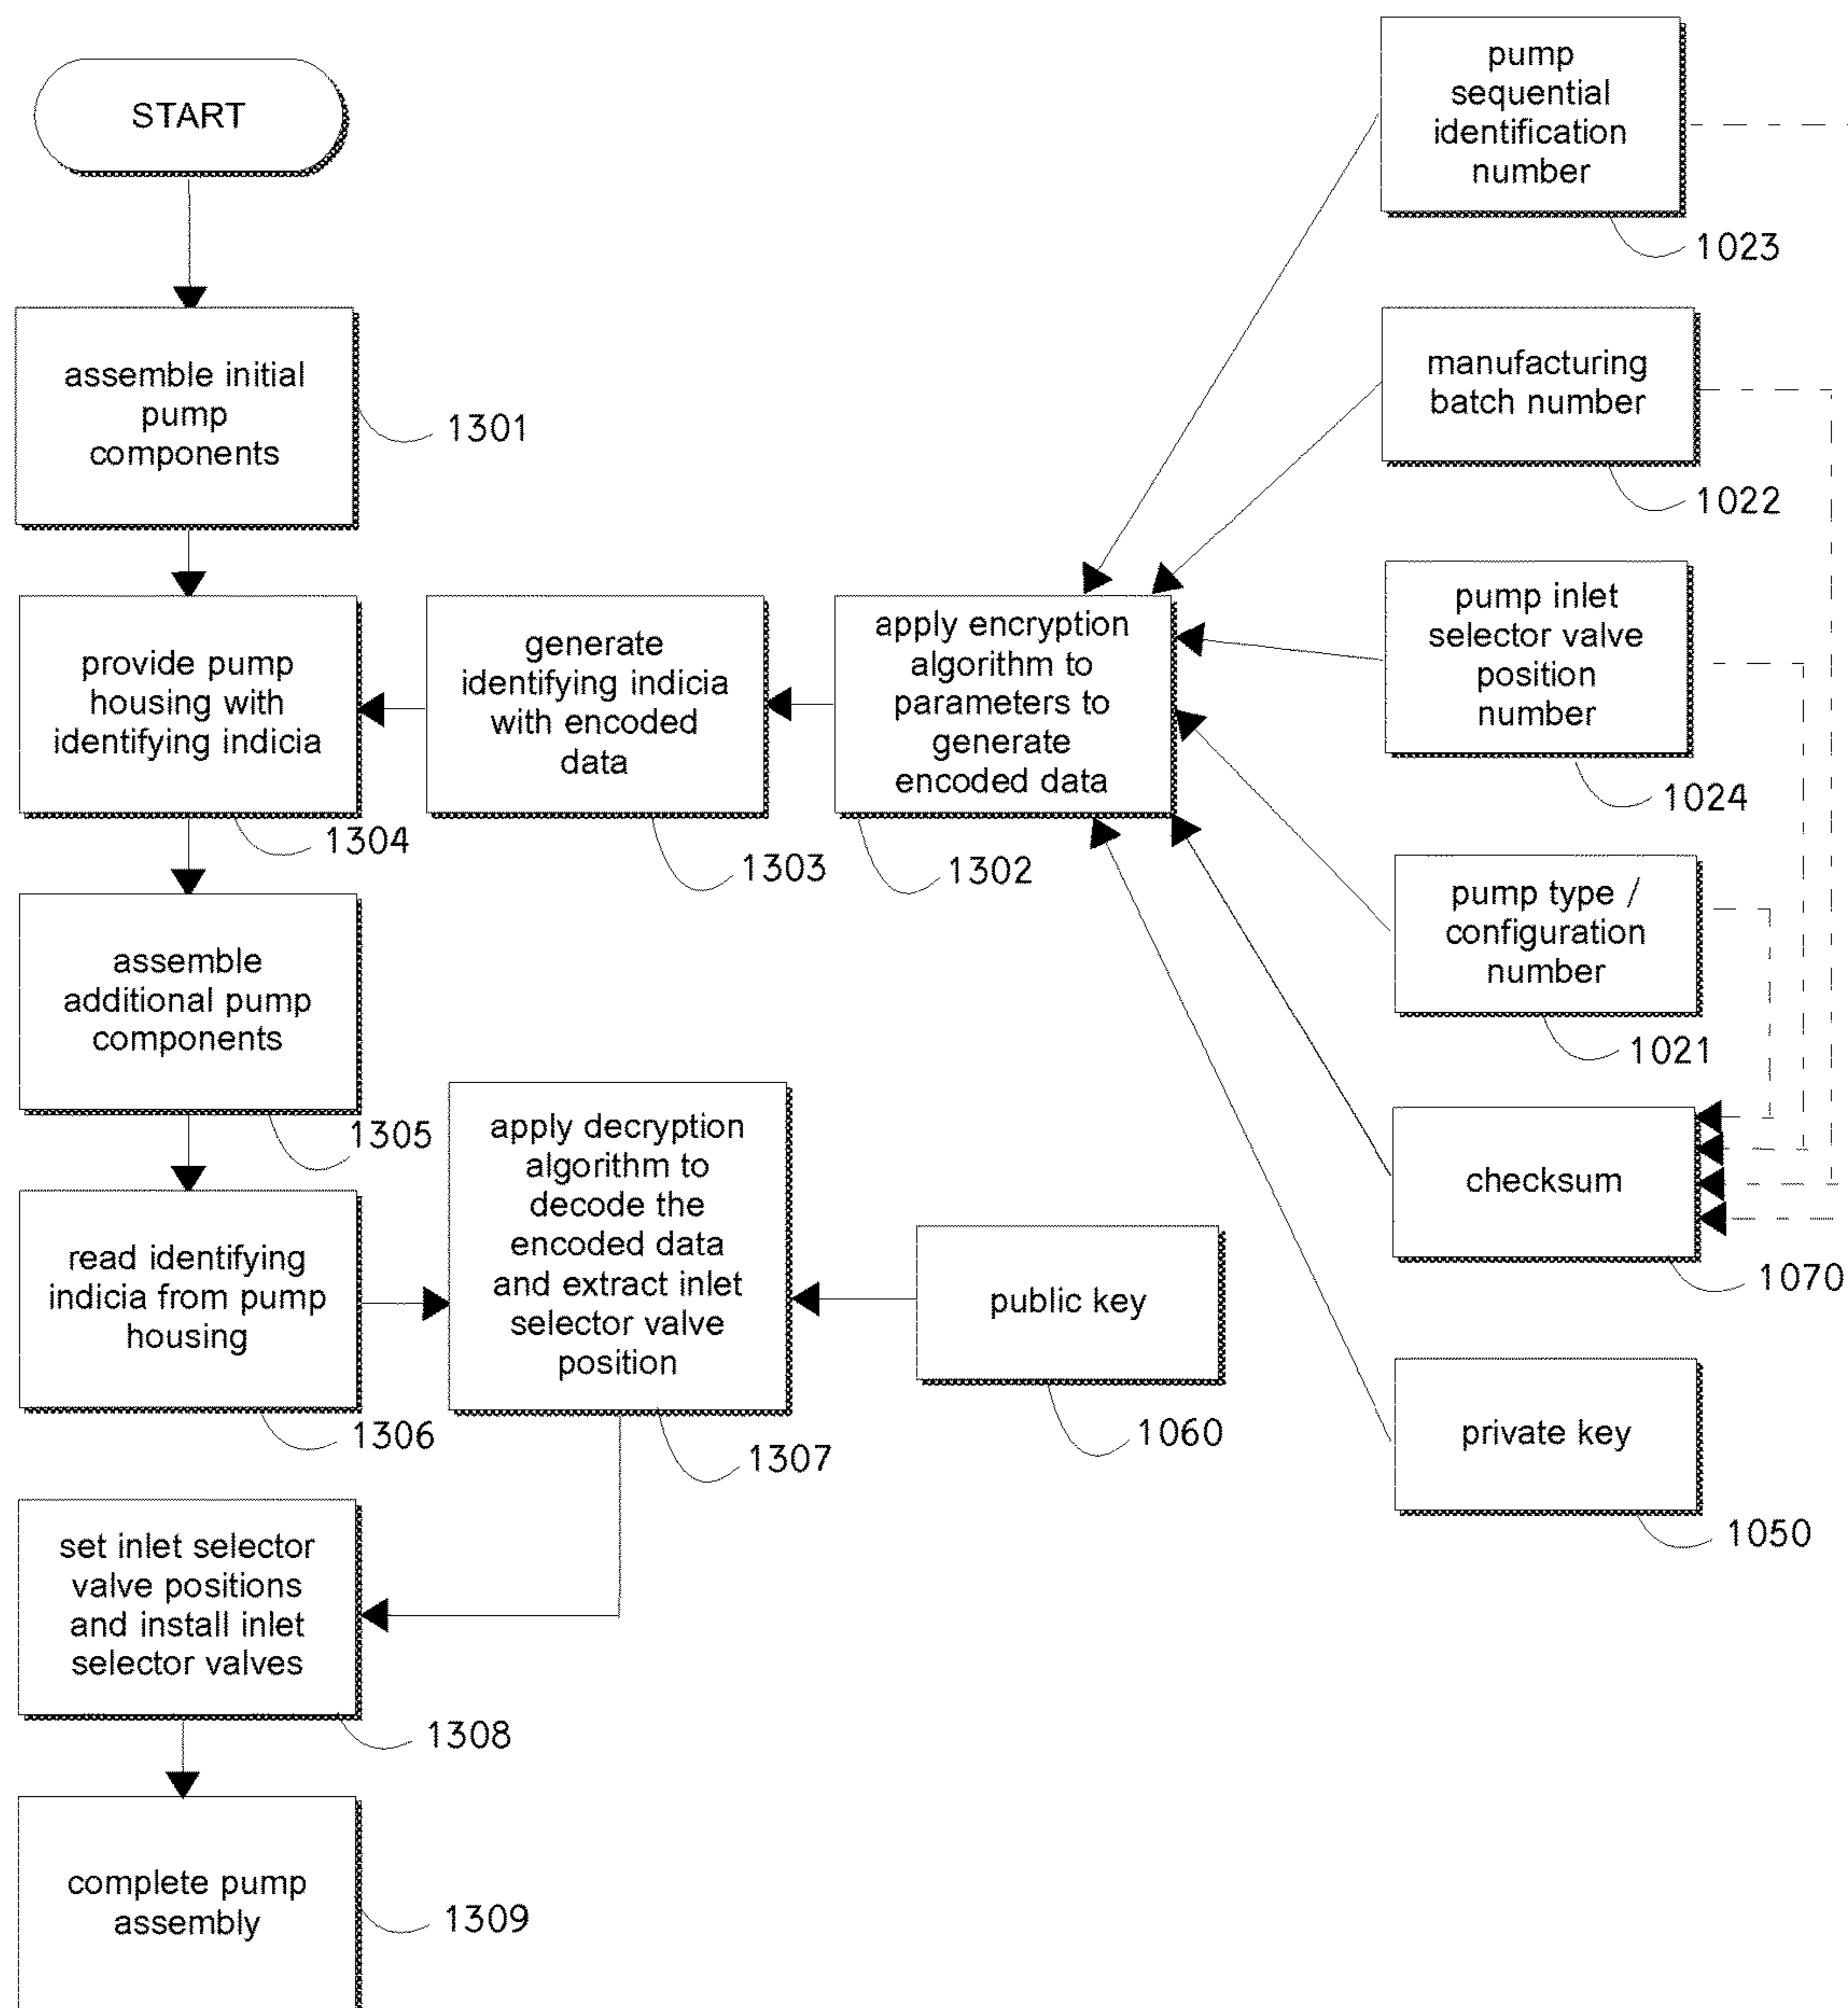 START
assemble initial
pump
components
1301
provide pump
housing with
identifying indicia
1304
generate
identifying indicia
with encoded
data
1303
apply encryption
algorithm to
parameters to
generate
encoded data
1302
pump
sequential
identification
number
1023
manufacturing
batch number
1022
pump inlet
selector valve
position
number
1024
pump type /
configuration
number
1021
checksum
1070
private key
1050
assemble
additional pump
components
1305
read identifying
indicia from pump
housing
1306
apply decryption
algorithm to
decode the
encoded data
and extract inlet
selector valve
position
1307
public key
1060
set inlet selector
valve positions
and install inlet
selector valves
1308
complete pump
assembly
1309